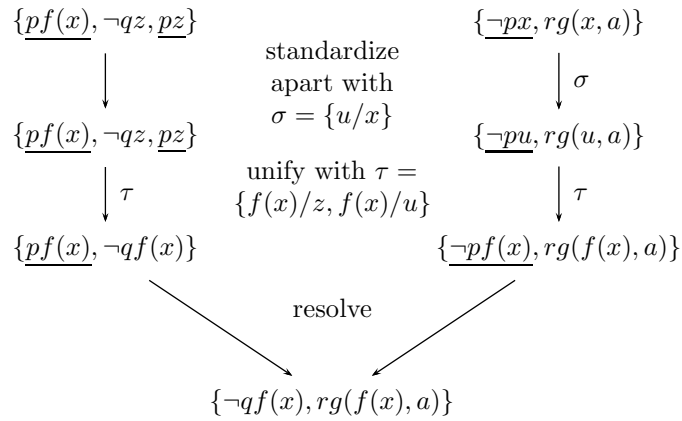 {pf(x), ¬qz, pz}
{¬px, rg(x, a)}
standardize
apart with
σ = {u/x}
σ
{pf(x), ¬qz, pz}
{¬pu, rg(u, a)}
unify with τ =
{f(x)/z, f(x)/u}
τ
τ
{pf(x), ¬qf(x)}
{¬pf(x), rg(f(x), a)}
resolve
{¬qf(x), rg(f(x), a)}